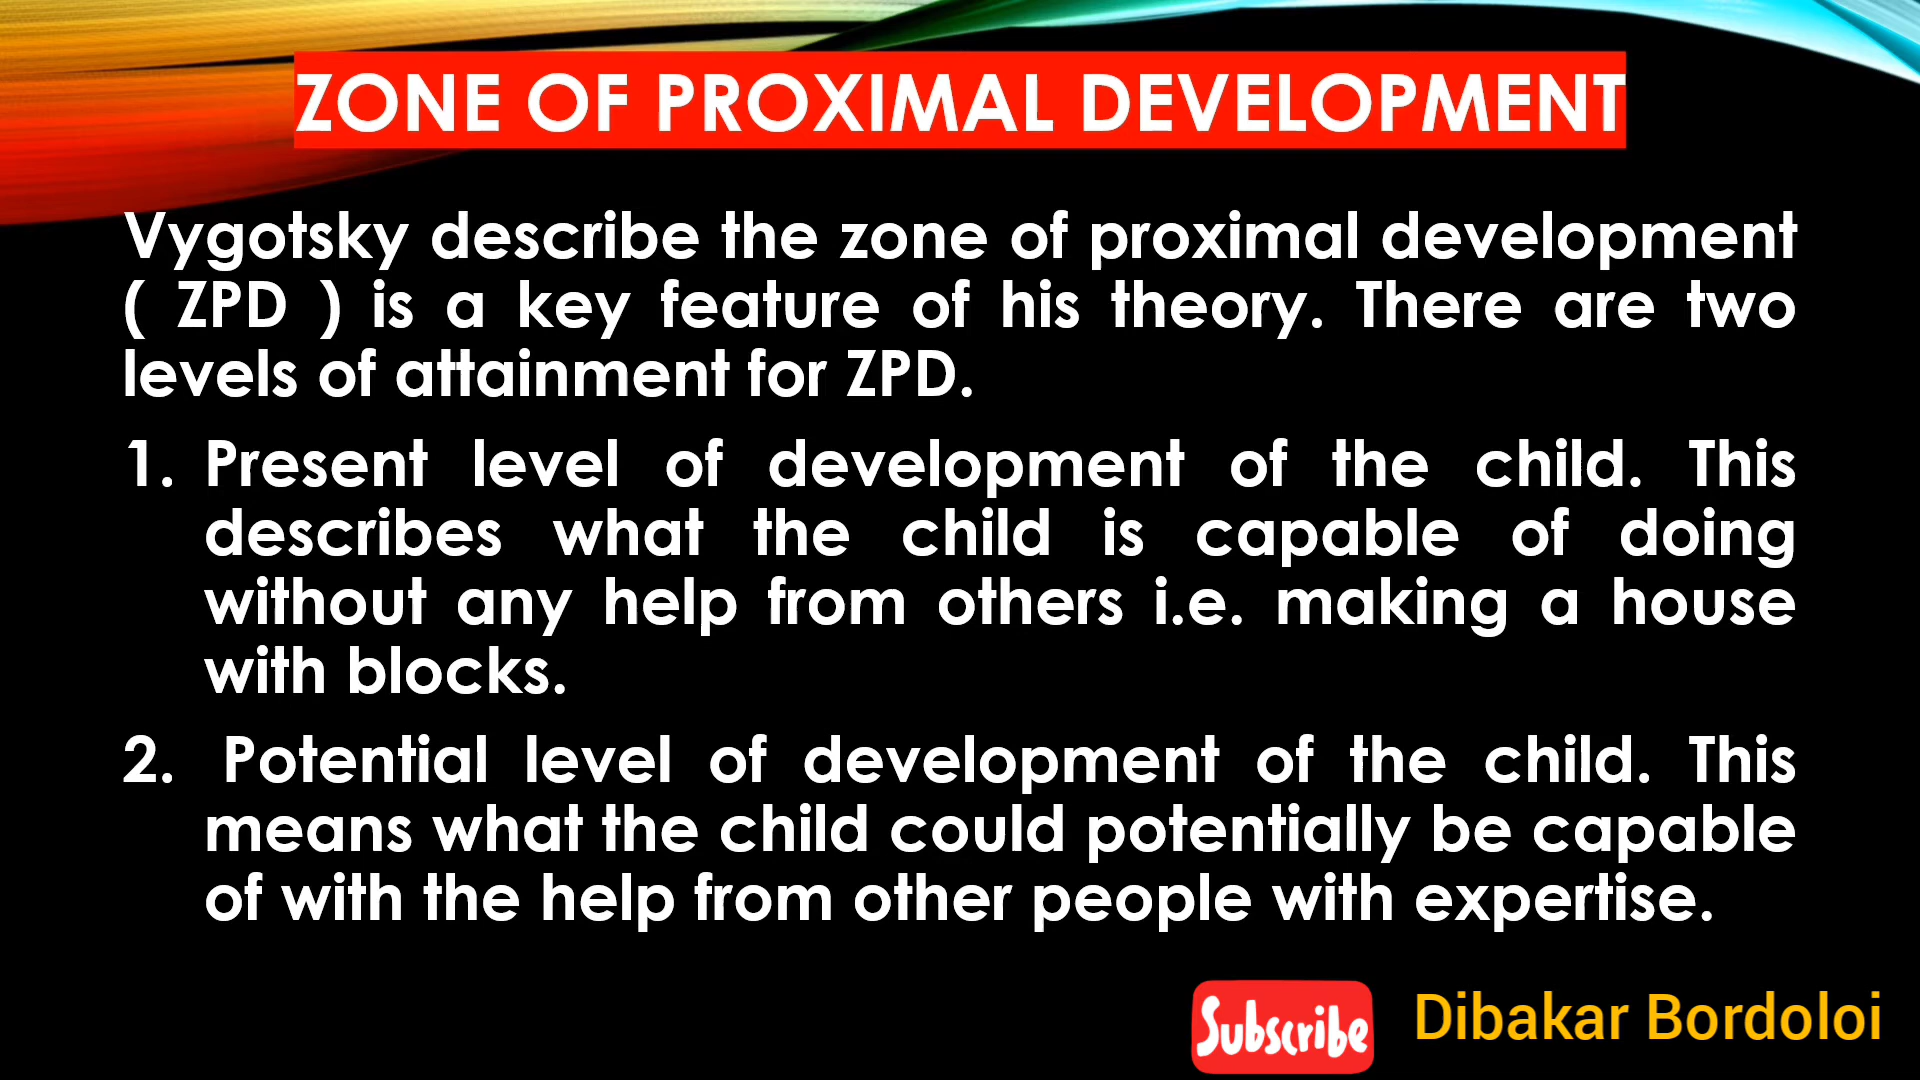 ZONE OF PROXIMAL DEVELOPMENT
Vygotsky describe the zone of proximal development
( ZPD ) is a key feature of his theory. There are two
levels of attainment for ZPD.
1. Present level of development of the child. This
describes what the child is capable of doing
without any help from others i.e. making a house
with blocks.
2. Potential level of development of the child. This
means what the child could potentially be capable
of with the help from other people with expertise.
Subscribe
Dibakar Bordoloi